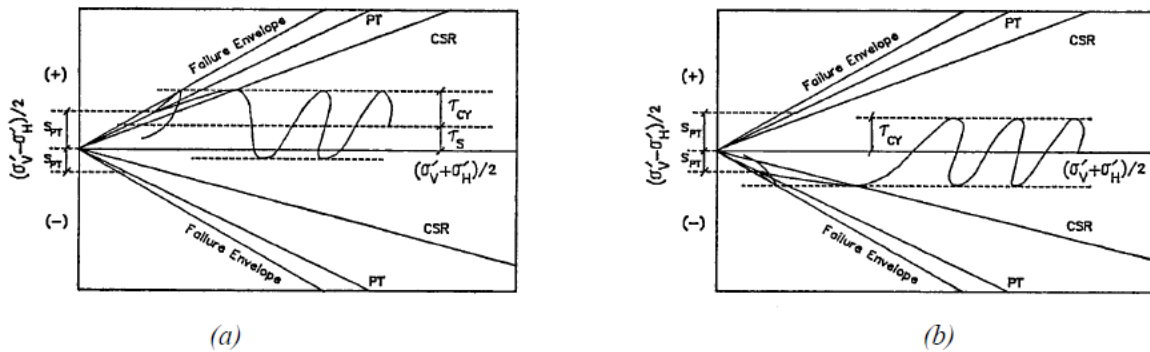 Failure Envelope
PT
CSR
(+)
τCY
SPT
τS
(σ'V-σ'H)/2
SPT
(σ'V+σ'H)/2
(-)
Failure Envelope
CSR
PT
(a)
Failure Envelope
PT
CSR
(+)
SPT
τCY
(σ'V-σ'H)/2
SPT
(σ'V+σ'H)/2
(-)
Failure Envelope
CSR
PT
(b)